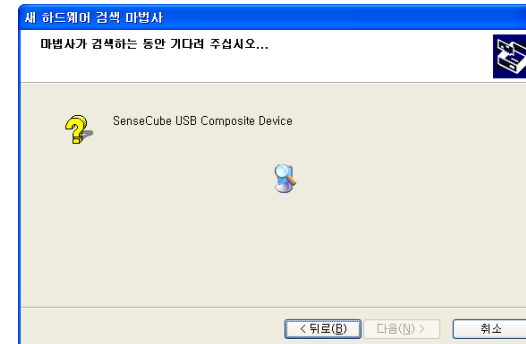 새 하드웨어 검색 마법사
마법사가 검색하는 동안 기다려 주십시오...
SenseCube USB Composite Device
< 뒤로(B)
다음(N) >
취소